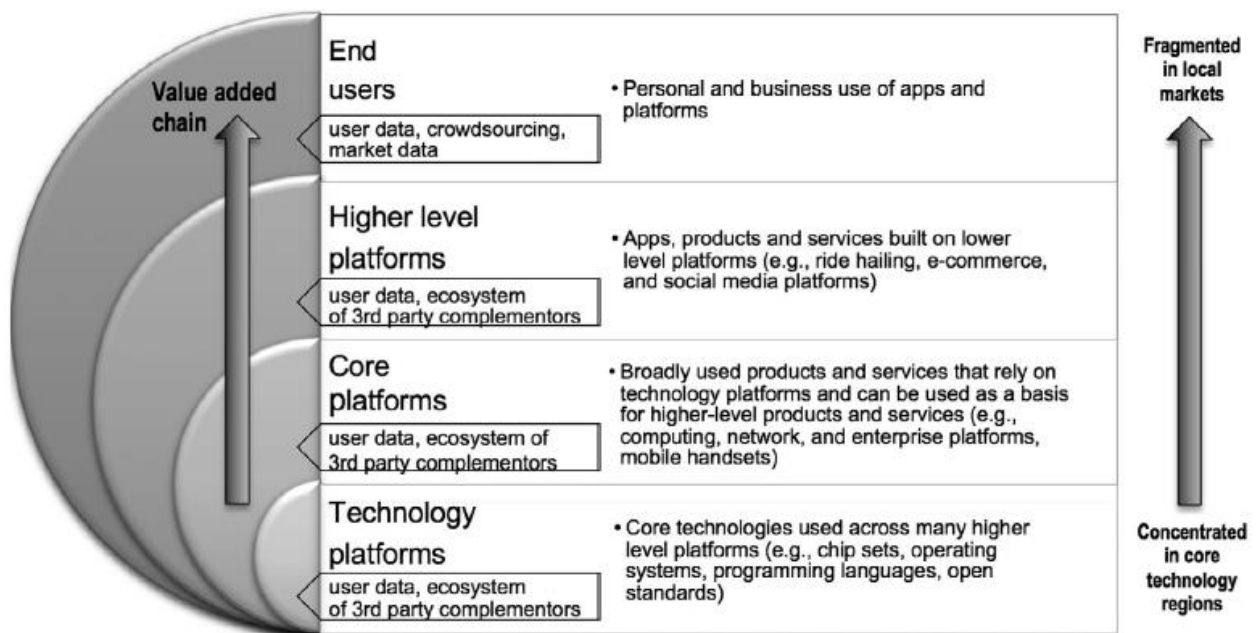 Value added
chain
End
users
user data, crowdsourcing,
market data
• Personal and business use of apps and
platforms
Higher level
platforms
user data, ecosystem
of 3rd party complementors
• Apps, products and services built on lower
level platforms (e.g., ride hailing, e-commerce,
and social media platforms)
Core
platforms
user data, ecosystem of
3rd party complementors
• Broadly used products and services that rely on
technology platforms and can be used as a basis
for higher-level products and services (e.g.,
computing, network, and enterprise platforms,
mobile handsets)
Technology
platforms
user data, ecosystem
of 3rd party complementors
• Core technologies used across many higher
level platforms (e.g., chip sets, operating
systems, programming languages, open
standards)
Fragmented
in local
markets
Concentrated
in core
technology
regions